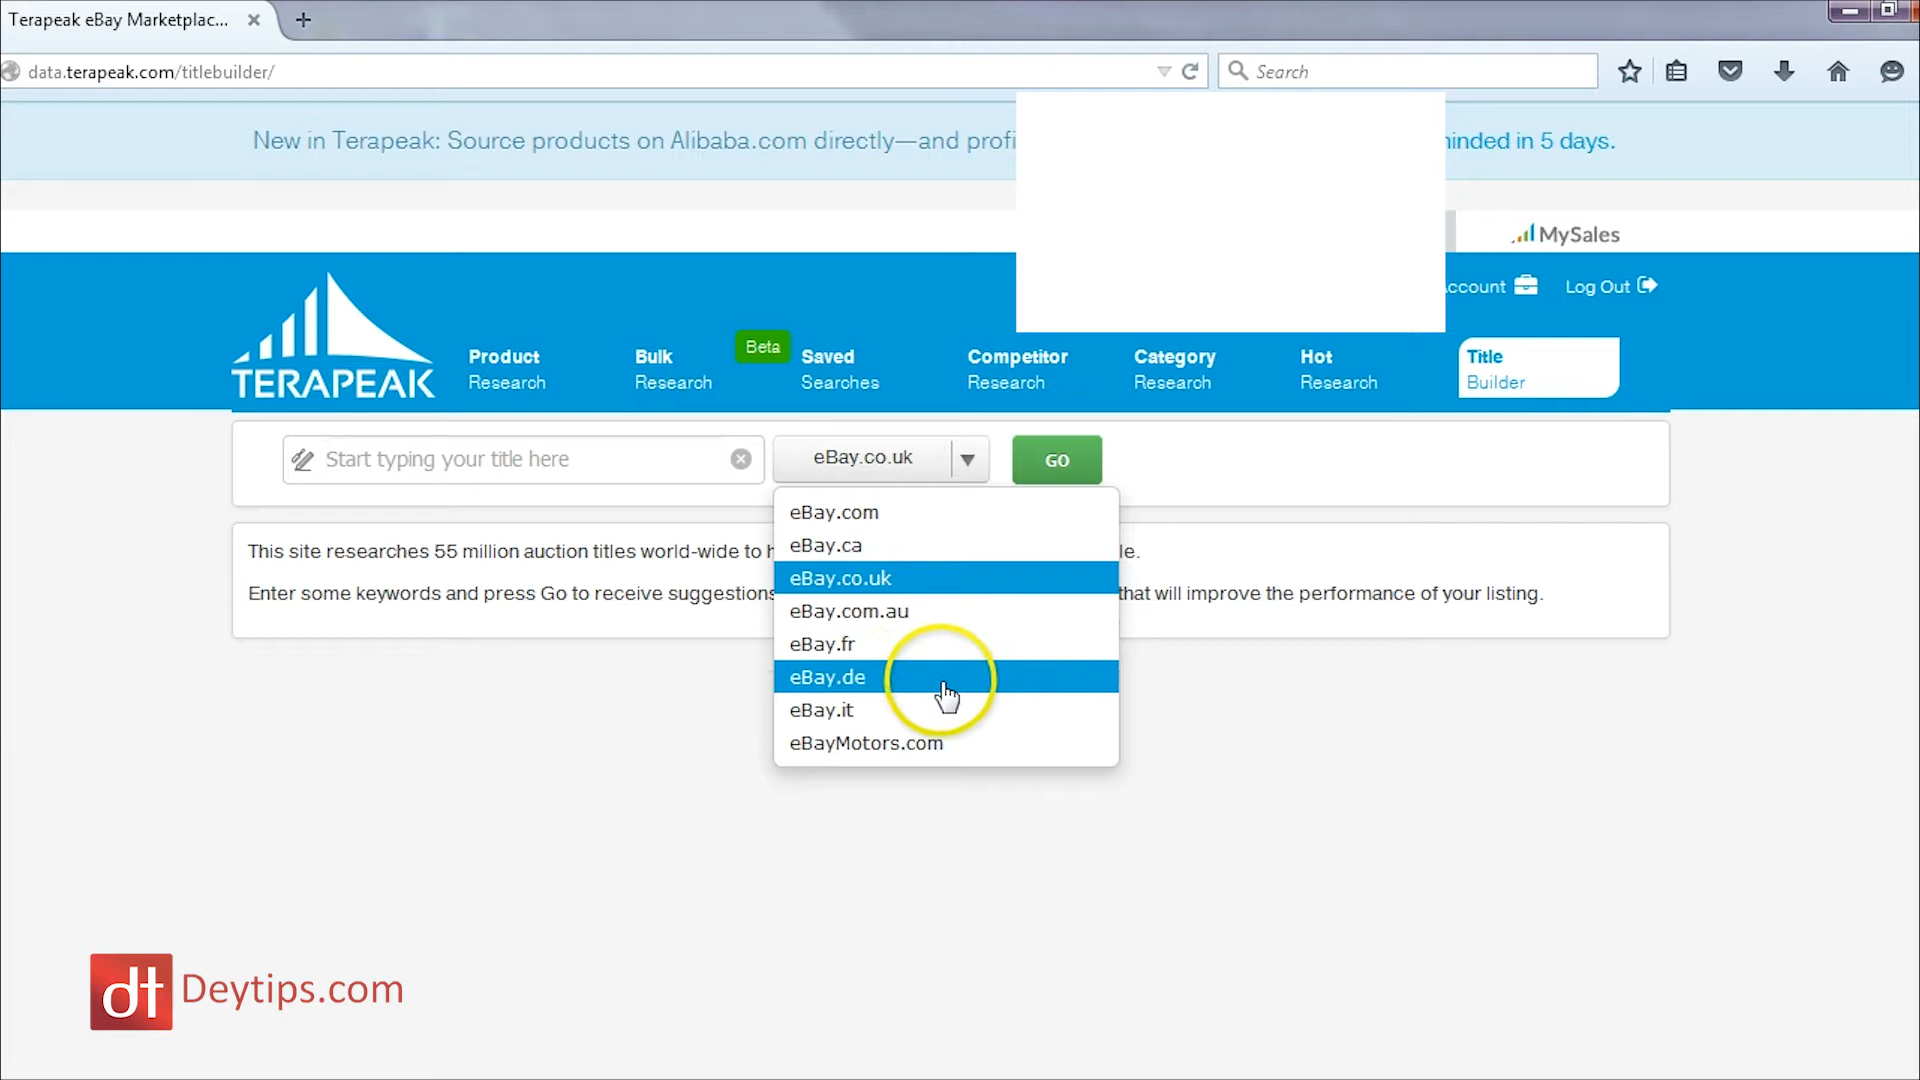 Terapeak eBay Marketplac...
data.terapeak.com/titlebuilder/
Search
New in Terapeak: Source products on Alibaba.com directly—and
in 5 days.
MySales
Log Out
TERAPEAK
Product Research
Bulk Research
Beta
Saved Searches
Competitor Research
Category Research
Hot Research
Title Builder
Start typing your title here
eBay.co.uk
GO
eBay.com
eBay.ca
eBay.co.uk
eBay.com.au
eBay.fr
eBay.de
eBay.it
eBayMotors.com
This site researches 55 million auction titles world-wide to
Enter some keywords and press Go to receive suggestions that will improve the performance of your listing.
dt Deytips.com